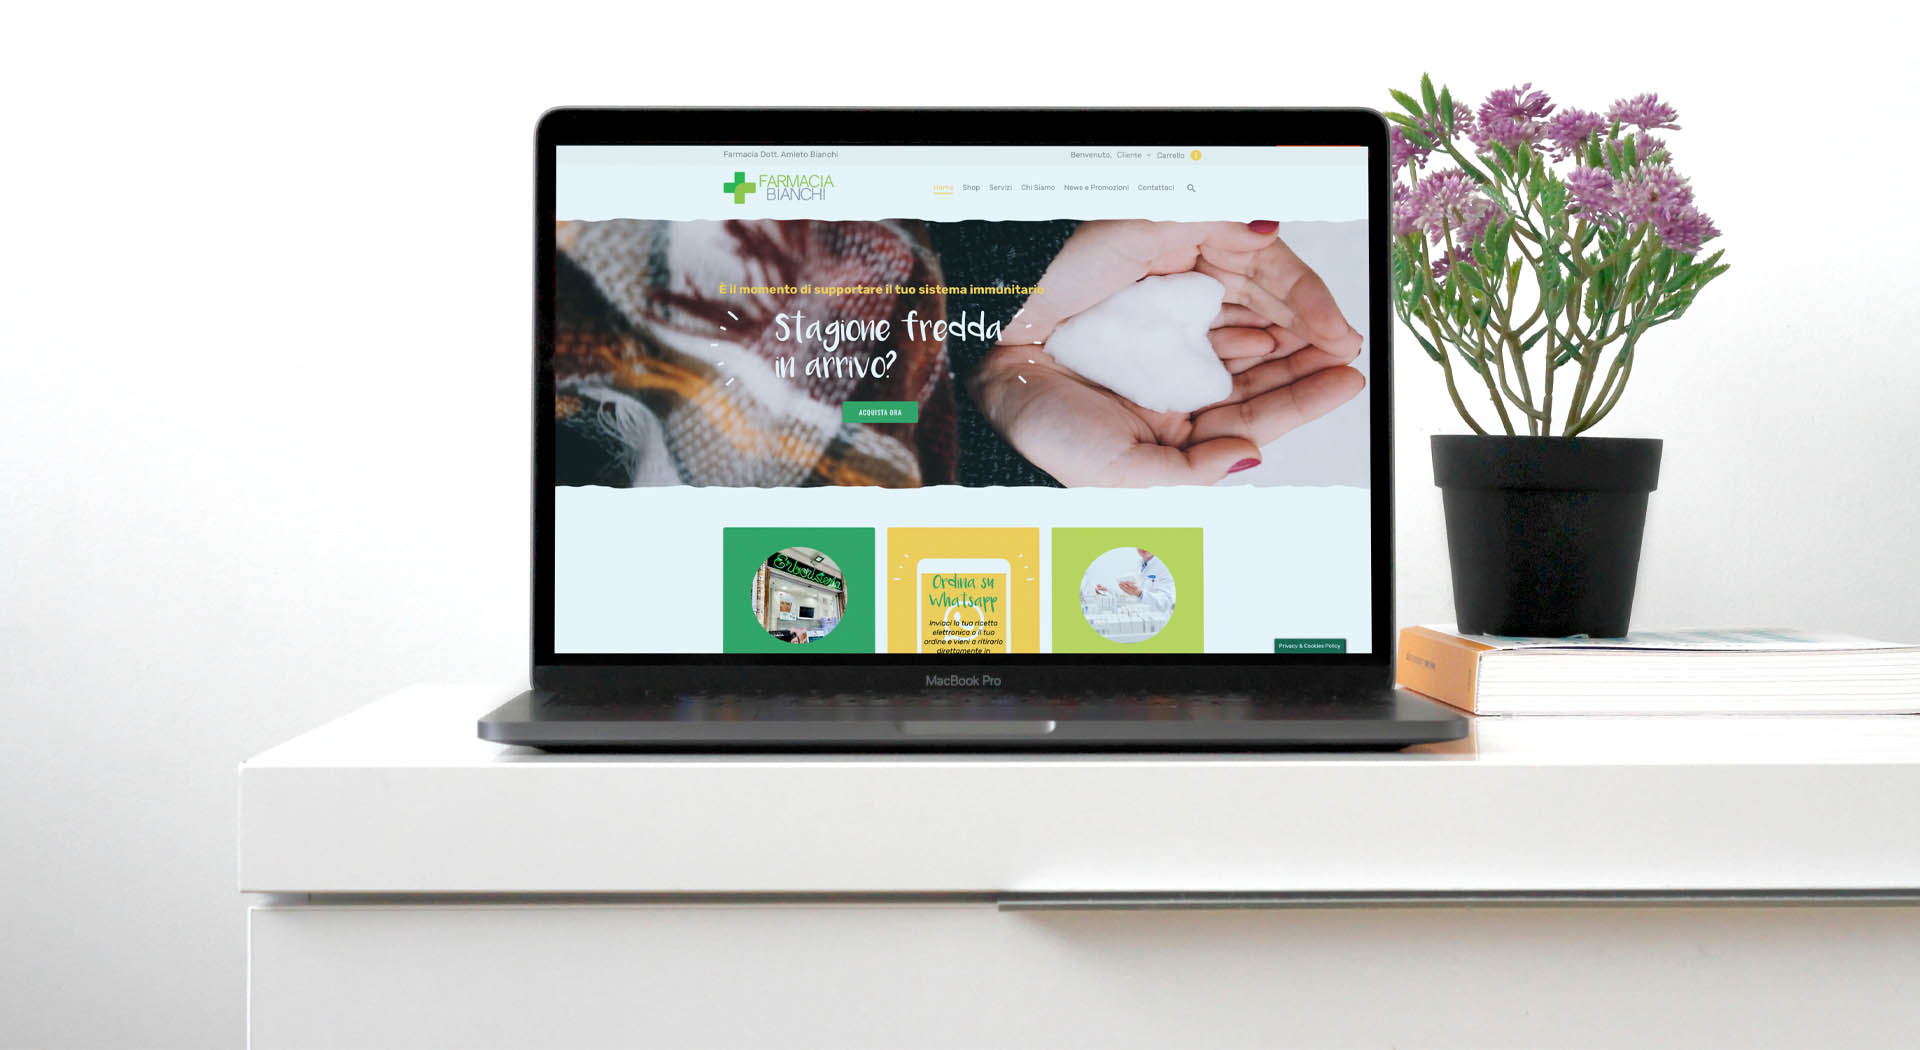 Farmacia Dott. Amleto Bianchi
Benvenuto, Cliente
Carrello
FARMACIA
BIANCHI
Home Shop Servizi Chi Siamo News e Promozioni Contattaci
È il momento di supportare il tuo sistema immunitario
Stagione fredda
in arrivo?
ACQUISTA ORA
Erboristeria
Ordina su
Whatsapp
Inviaci la tua ricetta
elettronica o il tuo
ordine e vieni a ritirarlo
direttamente in
Privacy & Cookies Policy
MacBook Pro